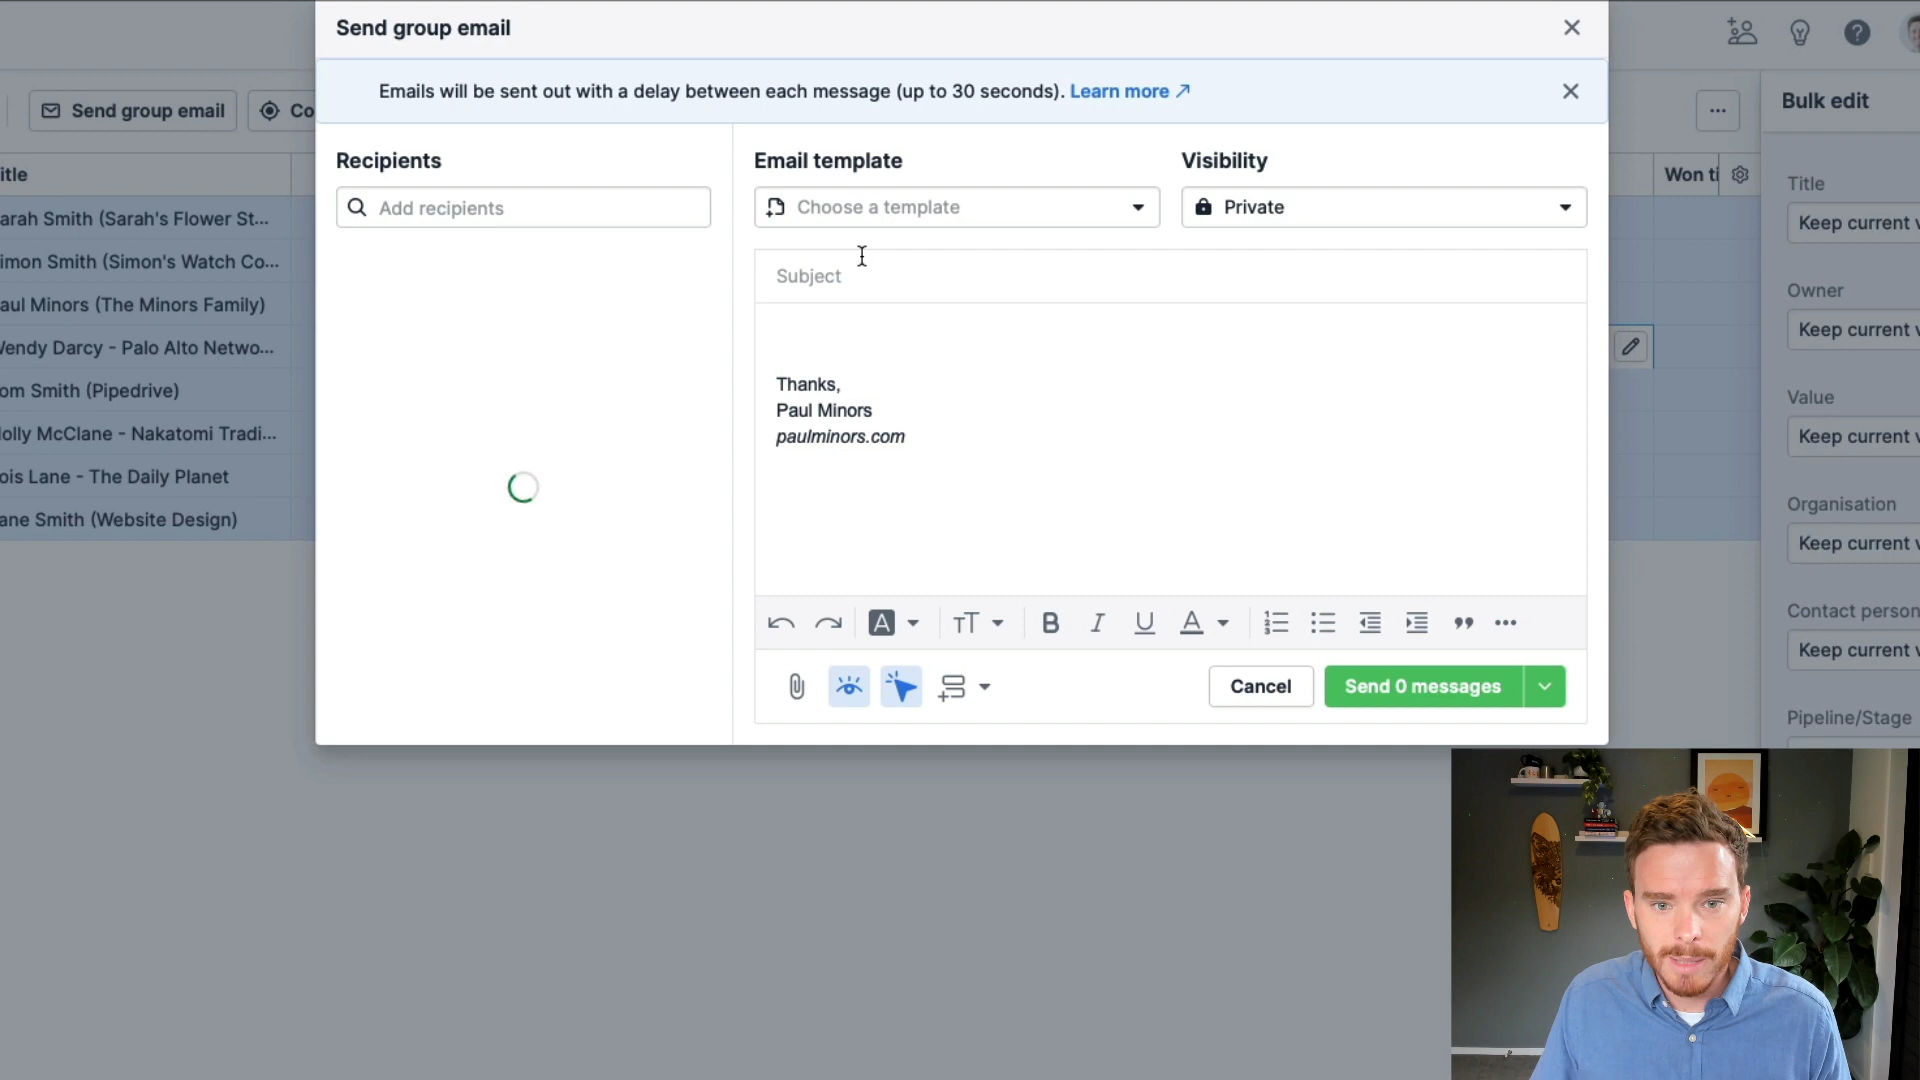 Send group email
Emails will be sent out with a delay between each message (up to 30 seconds). Learn more
Send group email
Co
Bulk edit
Recipients
Email template
Visibility
Add recipients
Choose a template
Private
itle
Won ti
Title
Keep current v
arah Smith (Sarah's Flower St...
imon Smith (Simon's Watch Co...
aul Minors (The Minors Family)
Vendy Darcy - Palo Alto Netwo...
om Smith (Pipedrive)
olly McClane - Nakatomi Tradi...
ois Lane - The Daily Planet
ane Smith (Website Design)
Subject
Thanks,
Paul Minors
paulminors.com
Owner
Keep current v
Value
Keep current v
Organisation
Keep current v
Contact person
Keep current v
Pipeline/Stage
Cancel
Send 0 messages